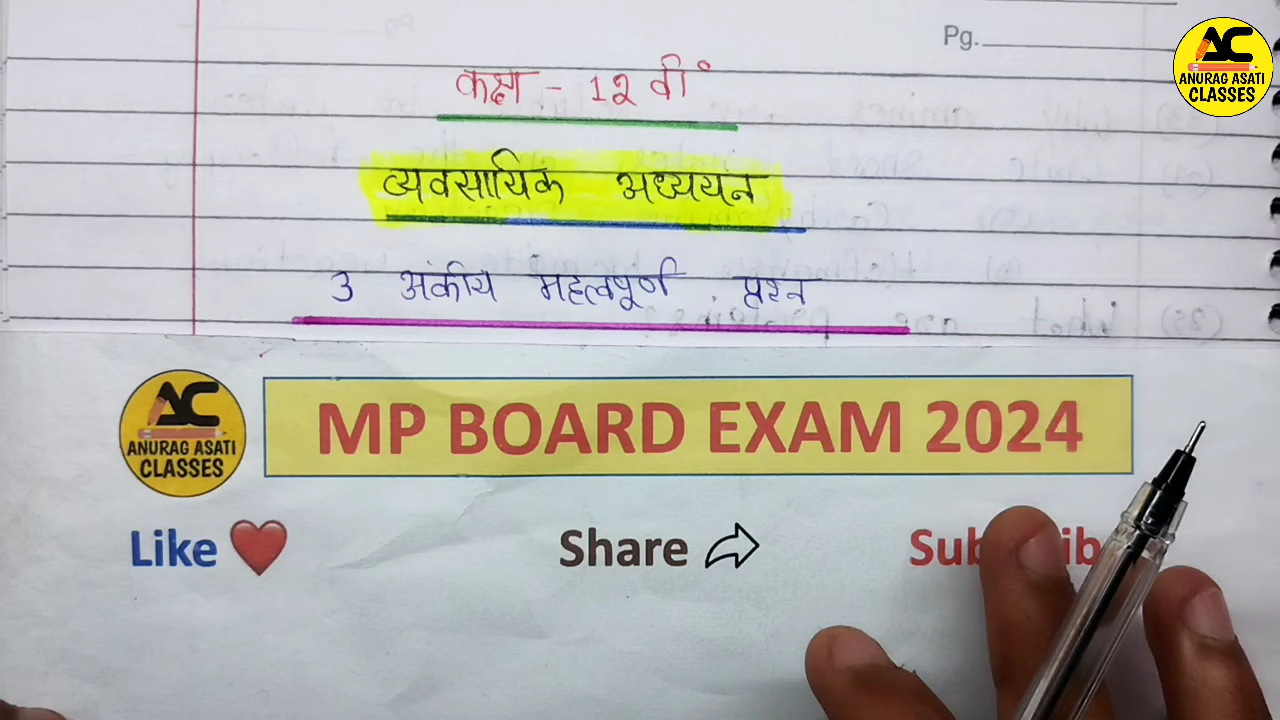 Pg.
AC
ANURAG ASATI
CLASSES
कक्षा - 12 वी॰
व्यवसायिक अध्ययन
3 अंकीय महत्वपूर्ण प्रश्न
AC
ANURAG ASATI
CLASSES
MP BOARD EXAM 2024
Like
Share